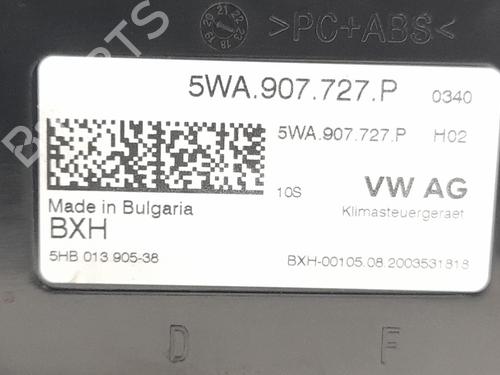 >PC+ABS<
5WA.907.727.P 0340
5WA.907.727.P H02
10S VW AG
Made in Bulgaria Klimasteuergeraet
BXH
5HB 013 905-38 BXH-00105.08.2003531818
D F